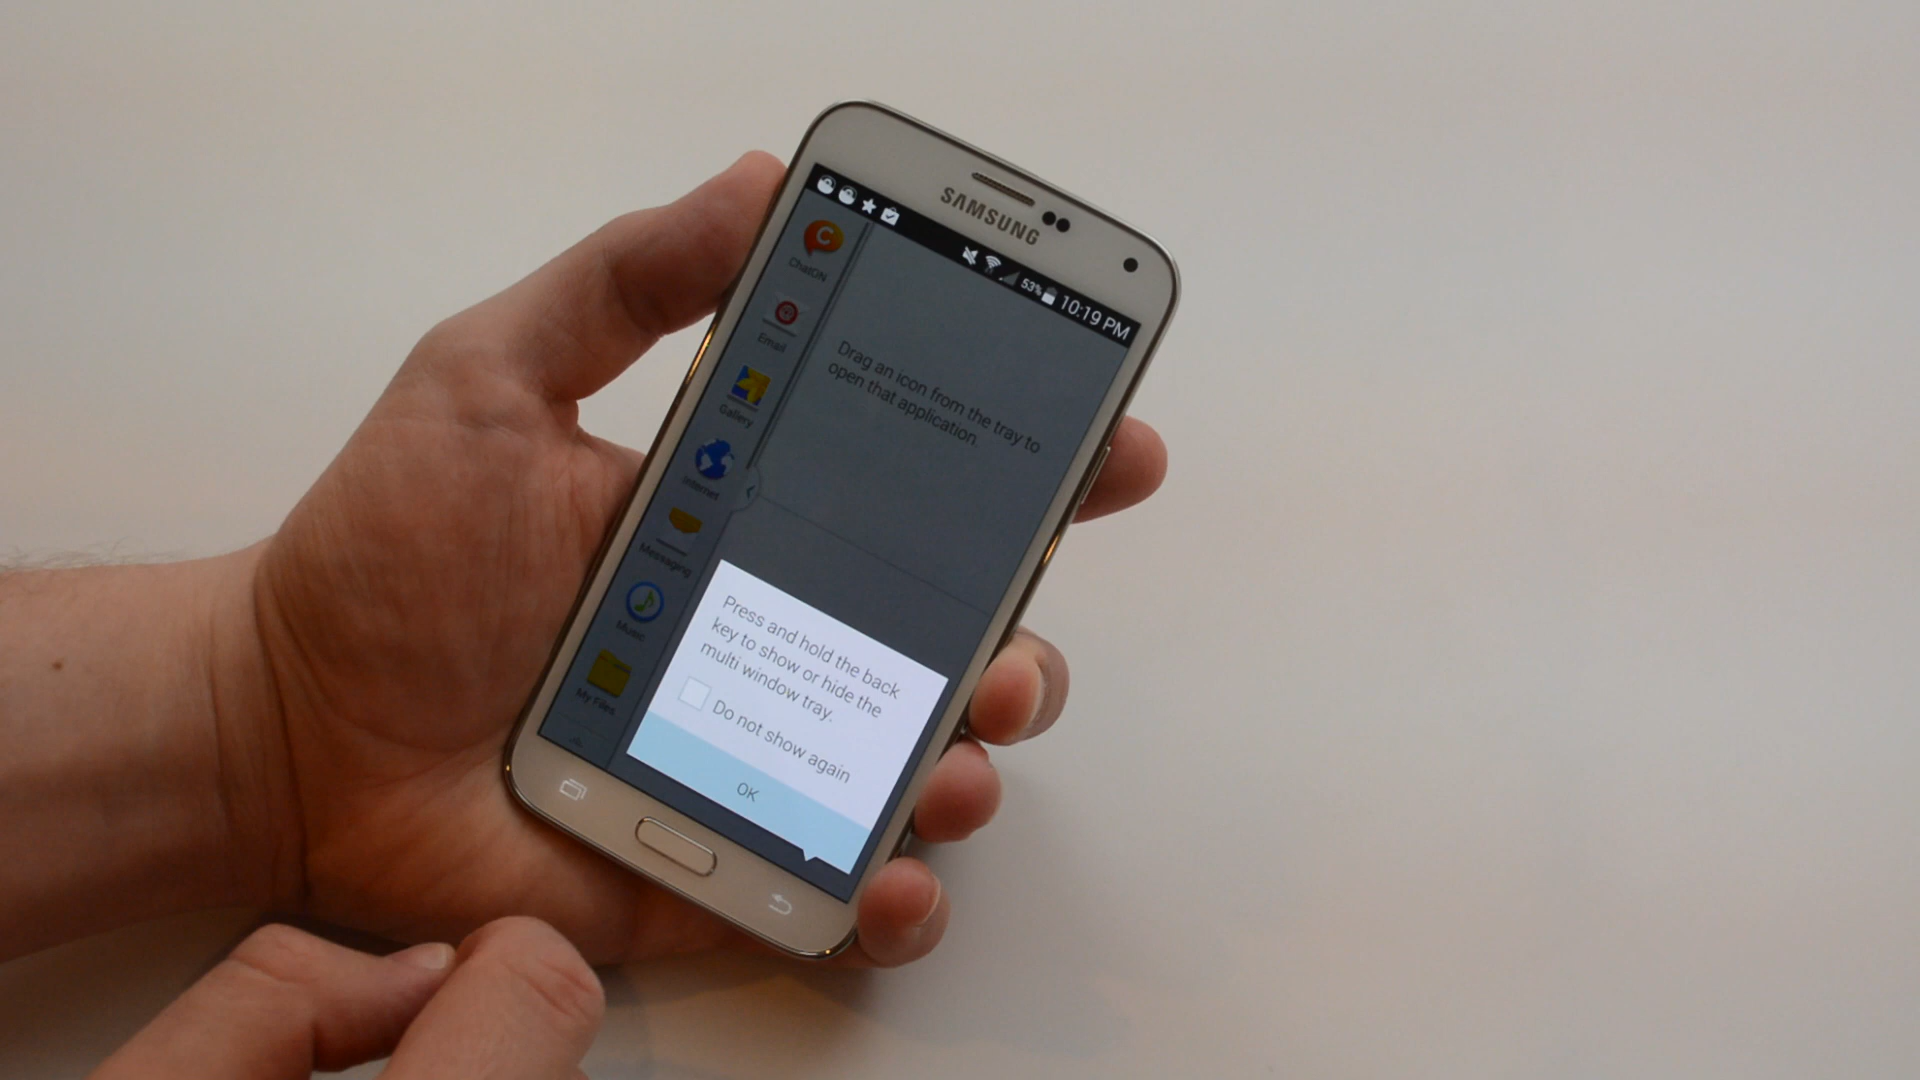 SAMSUNG
53% 10:19 PM
ChatON
Email
Gallery
Internet
Messaging
Music
My Files
Drag an icon from the tray to
open that application.
Press and hold the back
key to show or hide the
multi window tray.
Do not show again
OK